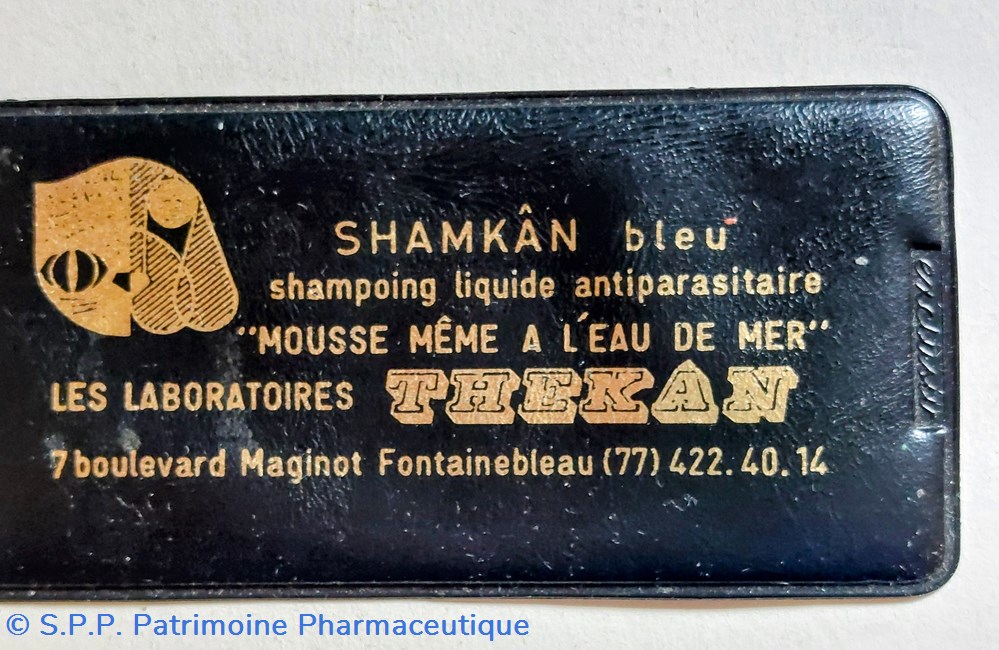 SHAMKÂN bleu
shampoing liquide antiparasitaire
"MOUSSE MÊME A L'EAU DE MER"
LES LABORATOIRES THEKAN
7 boulevard Maginot Fontainebleau (77) 422.40.14
© S.P.P. Patrimoine Pharmaceutique